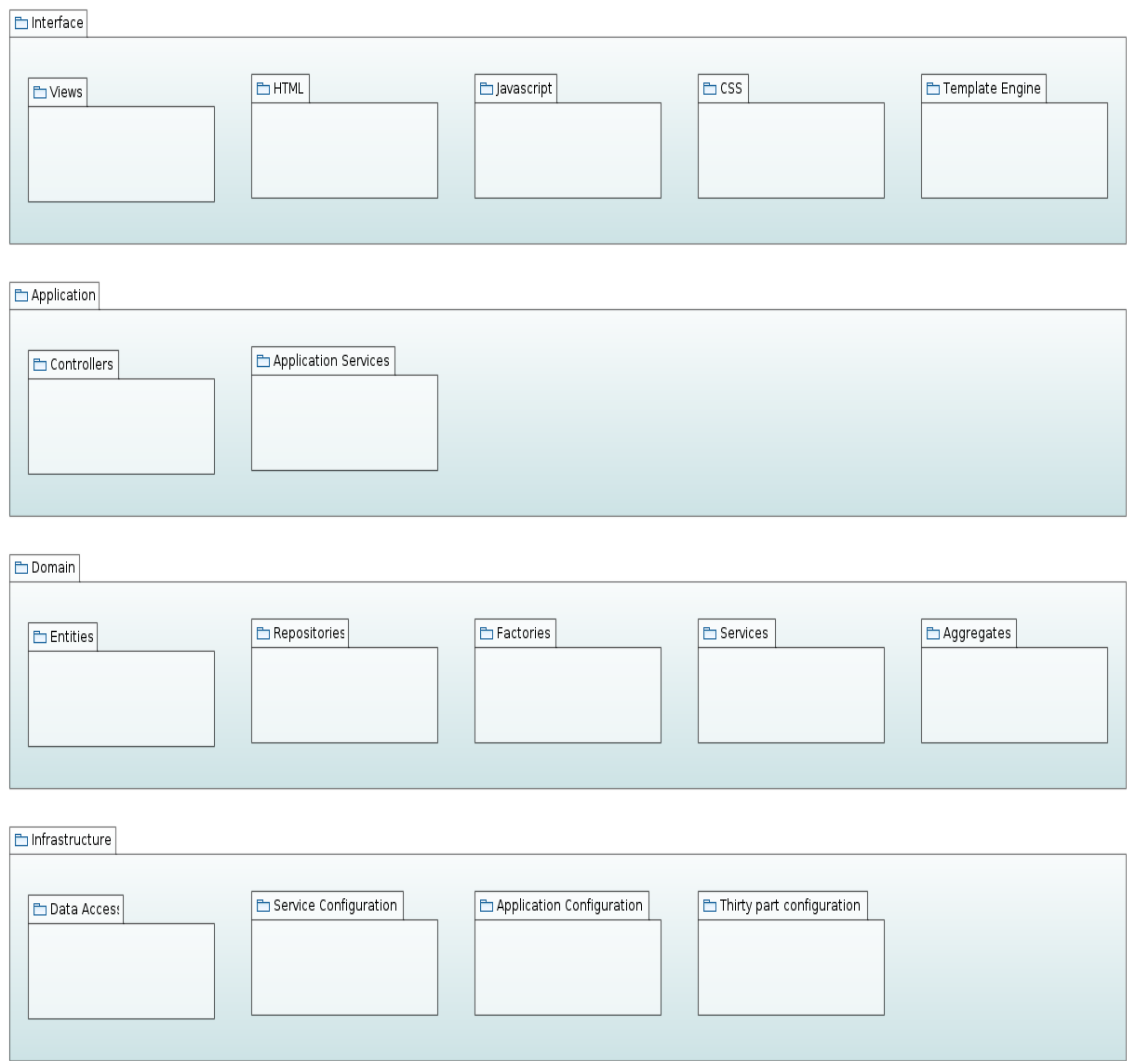 Interface
Views
HTML
Javascript
CSS
Template Engine
Application
Controllers
Application Services
Domain
Entities
Repositories
Factories
Services
Aggregates
Infrastructure
Data Access
Service Configuration
Application Configuration
Thirty part configuration